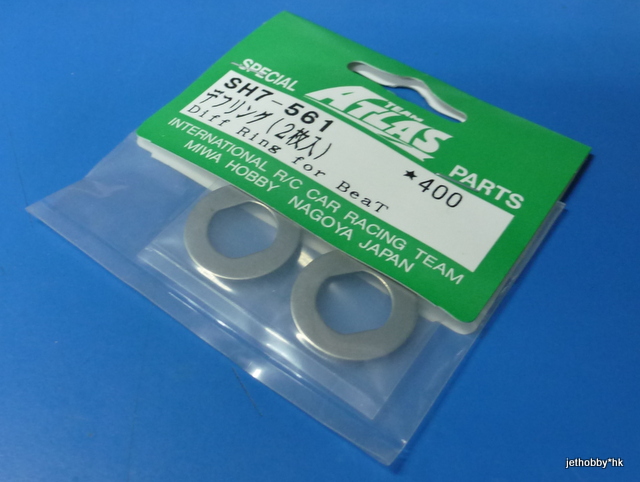 SPECIAL TEAM ATLAS PARTS
SH7-561
デフリング(2枚入)
Diff Ring for BeaT
★400
INTERNATIONAL R/C CAR RACING TEAM
MIWA HOBBY NAGOYA JAPAN
jethobby*hk